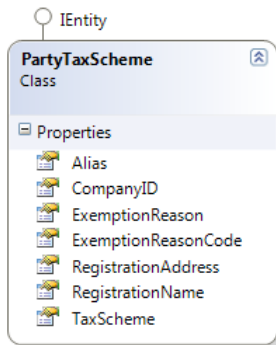 IEntity
PartyTaxScheme
Class
Properties
Alias
CompanyID
ExemptionReason
ExemptionReasonCode
RegistrationAddress
RegistrationName
TaxScheme